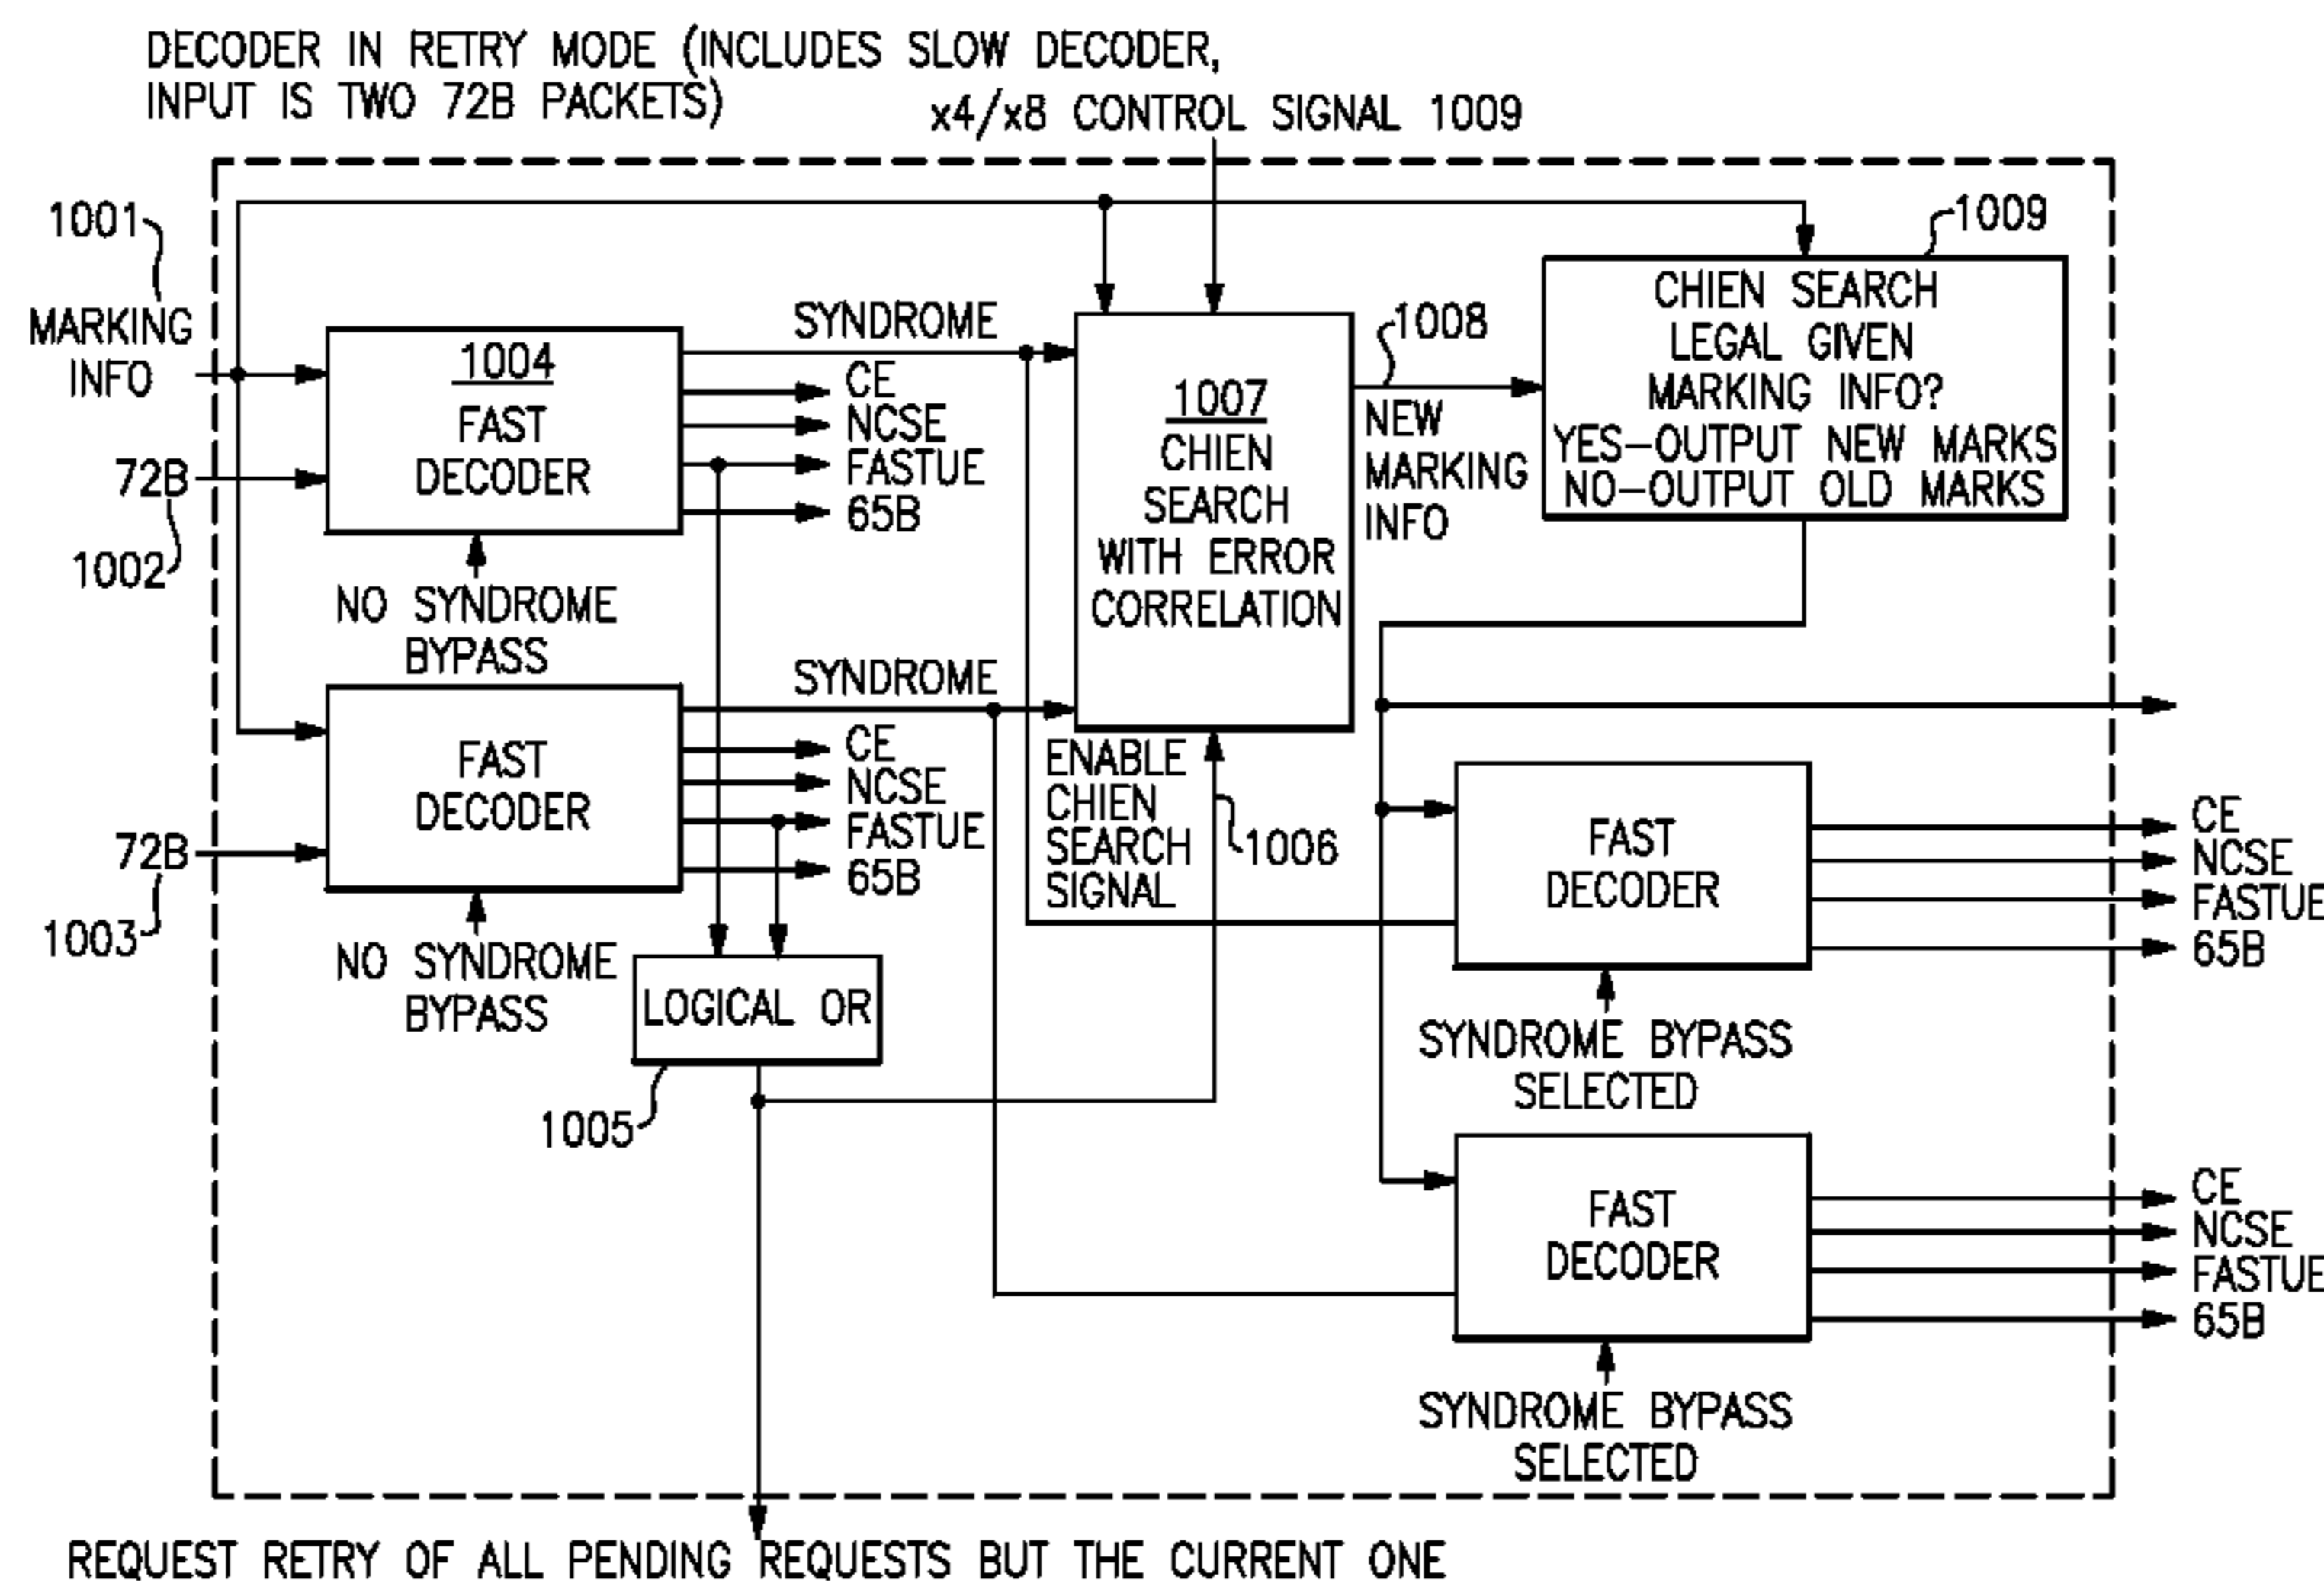 DECODER IN RETRY MODE (INCLUDES SLOW DECODER,
INPUT IS TWO 72B PACKETS)
x4/x8 CONTROL SIGNAL 1009
1001
MARKING
INFO
72B
1002
1004
FAST
DECODER
NO SYNDROME
BYPASS
SYNDROME
CE
NCSE
FASTUE
65B
1007
CHIEN
SEARCH
WITH ERROR
CORRELATION
1008
NEW
MARKING
INFO
1009
CHIEN SEARCH
LEGAL GIVEN
MARKING INFO?
YES-OUTPUT NEW MARKS
NO-OUTPUT OLD MARKS
72B
1003
FAST
DECODER
NO SYNDROME
BYPASS
SYNDROME
CE
NCSE
FASTUE
65B
ENABLE
CHIEN
SEARCH
SIGNAL
1006
LOGICAL OR
1005
FAST
DECODER
SYNDROME BYPASS
SELECTED
CE
NCSE
FASTUE
65B
FAST
DECODER
SYNDROME BYPASS
SELECTED
CE
NCSE
FASTUE
65B
REQUEST RETRY OF ALL PENDING REQUESTS BUT THE CURRENT ONE